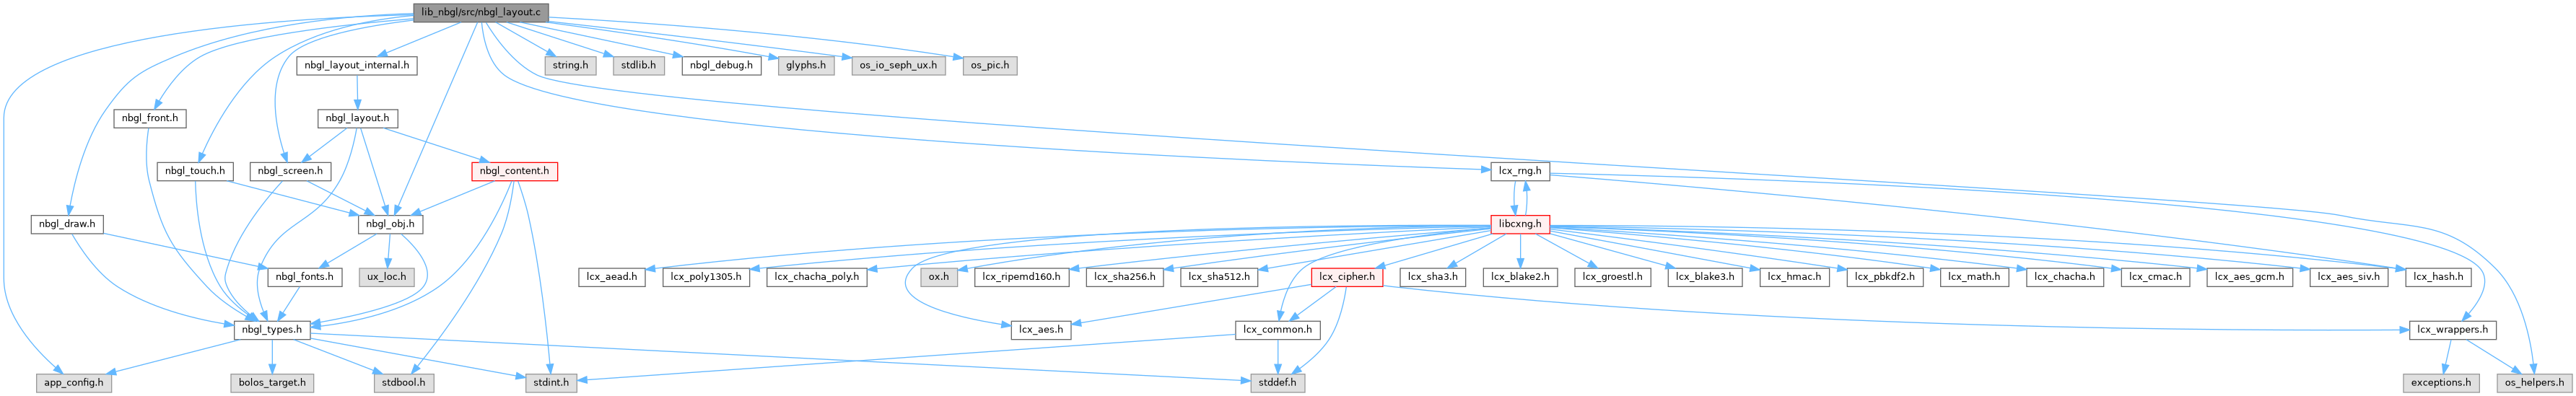 lib_nbgl/src/nbgl_layout.c
nbgl_layout_internal.h
string.h
stdlib.h
nbgl_debug.h
glyphs.h
os_io_seph_ux.h
os_pic.h
nbgl_front.h
nbgl_layout.h
nbgl_touch.h
nbgl_screen.h
nbgl_content.h
lcx_rng.h
nbgl_draw.h
nbgl_obj.h
libcxng.h
nbgl_fonts.h
ux_loc.h
lcx_aead.h
lcx_poly1305.h
lcx_chacha_poly.h
ox.h
lcx_ripemd160.h
lcx_sha256.h
lcx_sha512.h
lcx_cipher.h
lcx_sha3.h
lcx_blake2.h
lcx_groestl.h
lcx_blake3.h
lcx_hmac.h
lcx_pbkdf2.h
lcx_math.h
lcx_chacha.h
lcx_cmac.h
lcx_aes_gcm.h
lcx_aes_siv.h
lcx_hash.h
nbgl_types.h
lcx_aes.h
lcx_common.h
lcx_wrappers.h
app_config.h
bolos_target.h
stdbool.h
stdint.h
stddef.h
exceptions.h
os_helpers.h